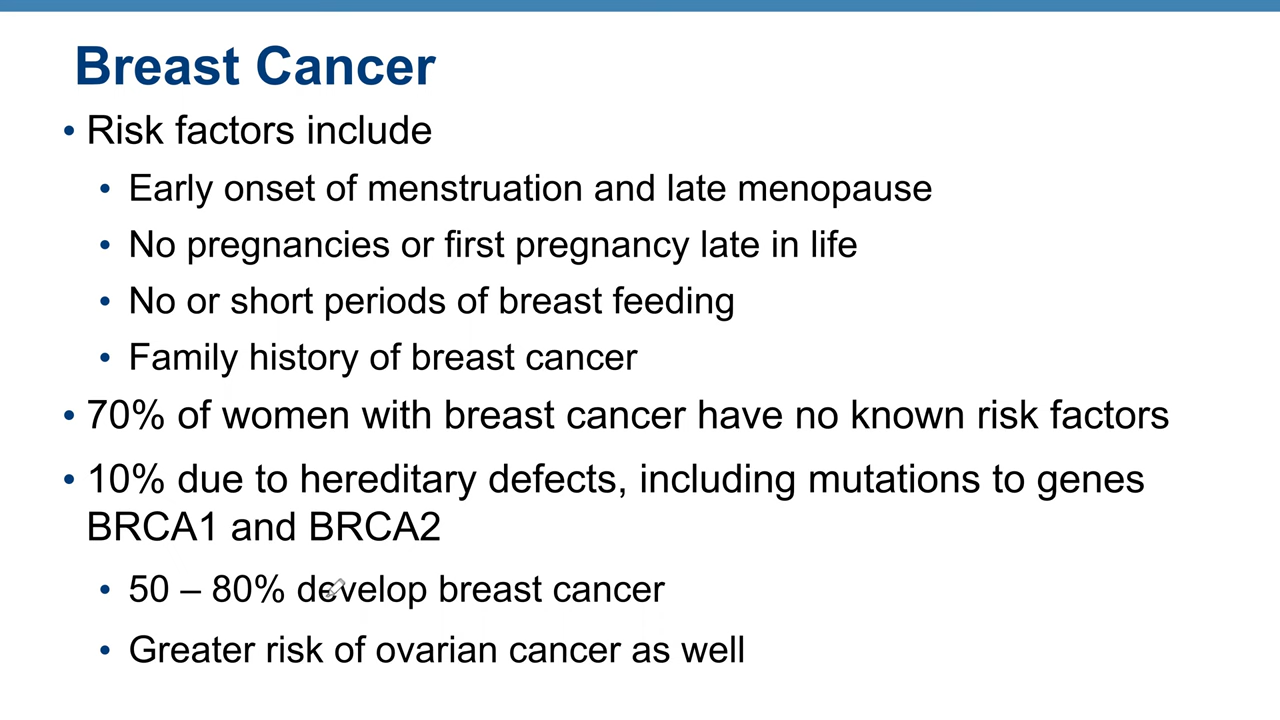 Breast Cancer
• Risk factors include
• Early onset of menstruation and late menopause
• No pregnancies or first pregnancy late in life
• No or short periods of breast feeding
• Family history of breast cancer
• 70% of women with breast cancer have no known risk factors
• 10% due to hereditary defects, including mutations to genes
BRCA1 and BRCA2
• 50 – 80% develop breast cancer
• Greater risk of ovarian cancer as well